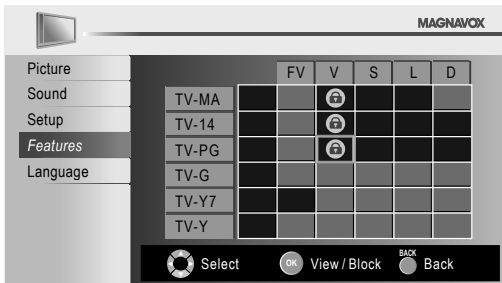 MAGNAVOX
Picture
Sound
Setup
Features
Language
FV V S L D
TV-MA
TV-14
TV-PG
TV-G
TV-Y7
TV-Y
Select OK View / Block BACK Back